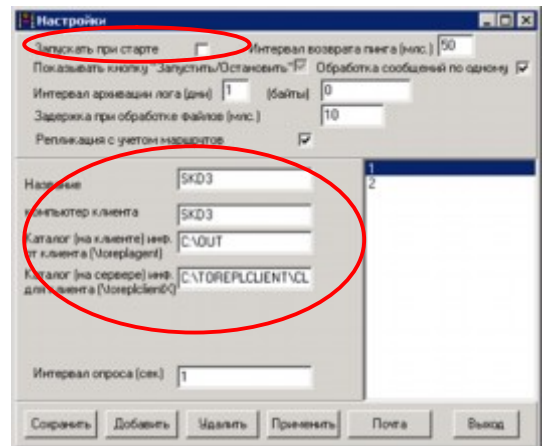 Настройки
Запускать при старте Интервал возврата пинга (млс.) 50
Показывать кнопку "Запустить/Остановить" Обработка сообщений по одному
Интервал архивации лога (дни) 1 (байты) 0
Задержка при обработке файлов (млс.) 10
Репликация с учетом маршрутов
1
2
Название SKD3
компьютер клиента SKD3
Каталог (на клиенте) инф. C:\OUT
от клиента (\toreplagent)
Каталог (на сервере) инф. C:\TOREPLCLIENT\CL
для клиента (\toreplclientX)
Интервал опроса (сек.) 1
Сохранить Добавить Удалить Применить Почта Выход